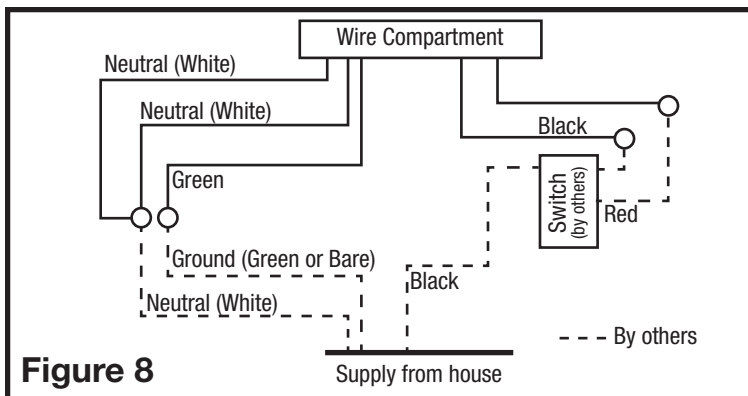 Wire Compartment
Neutral (White)
Neutral (White)
Black
Green
Switch
(by others)
Red
Ground (Green or Bare)
Black
Neutral (White)
By others
Figure 8
Supply from house